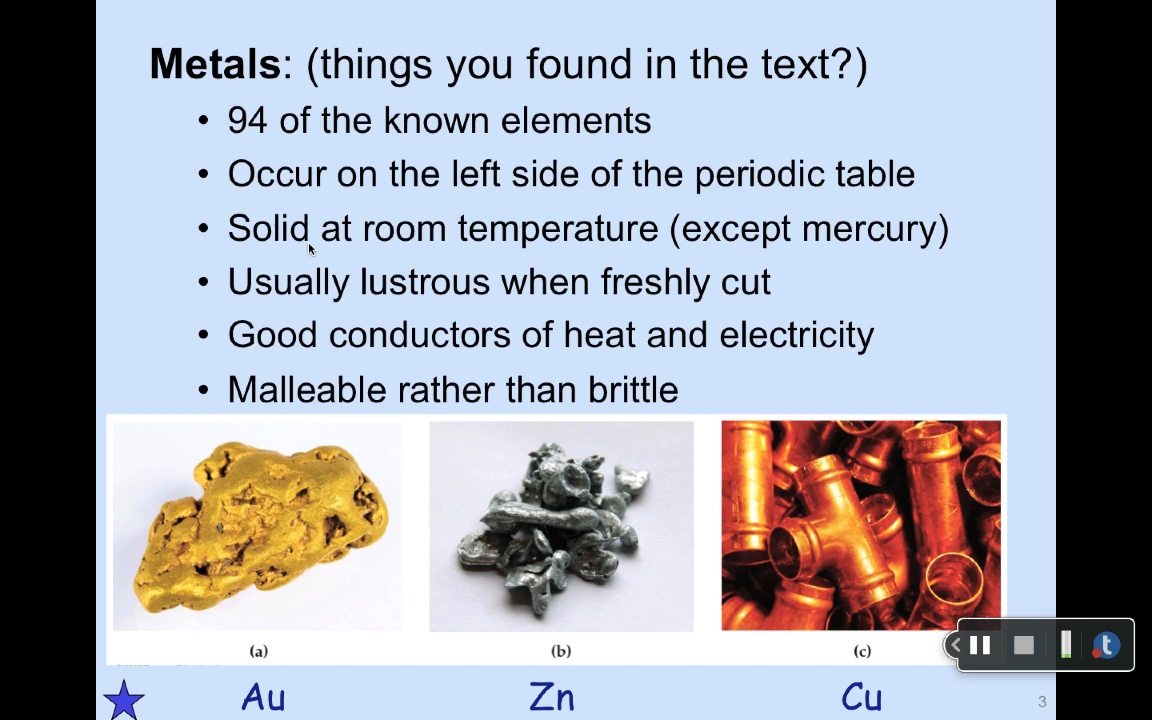 Metals: (things you found in the text?)
• 94 of the known elements
• Occur on the left side of the periodic table
• Solid at room temperature (except mercury)
• Usually lustrous when freshly cut
• Good conductors of heat and electricity
• Malleable rather than brittle
(a) (b) (c)
Au Zn Cu
3
t